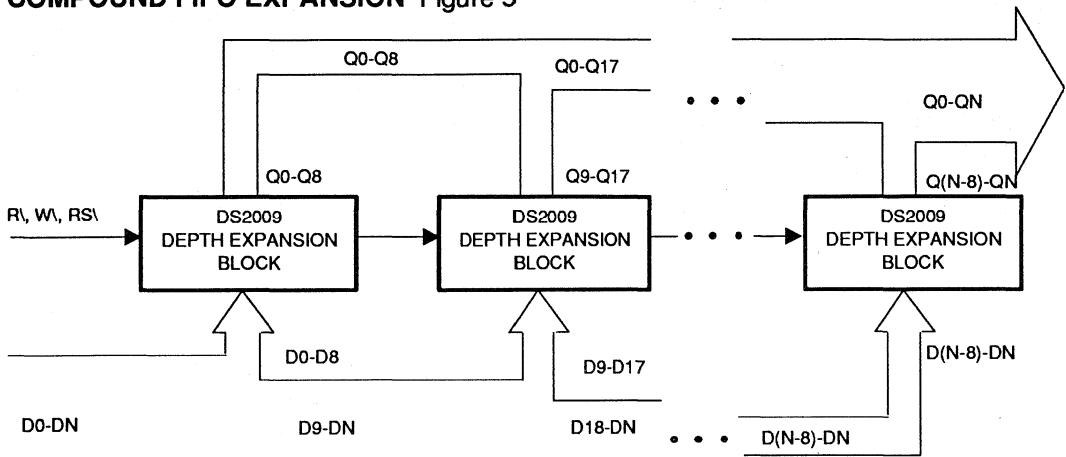 COMPOUND FIFO EXPANSION Figure 3
Q0-Q8
Q0-Q17
Q0-QN
Q0-Q8
Q9-Q17
Q(N-8)-QN
R\, W\, RS\
DS2009
DEPTH EXPANSION
BLOCK
DS2009
DEPTH EXPANSION
BLOCK
DS2009
DEPTH EXPANSION
BLOCK
D0-D8
D9-D17
D(N-8)-DN
D0-DN
D9-DN
D18-DN
D(N-8)-DN